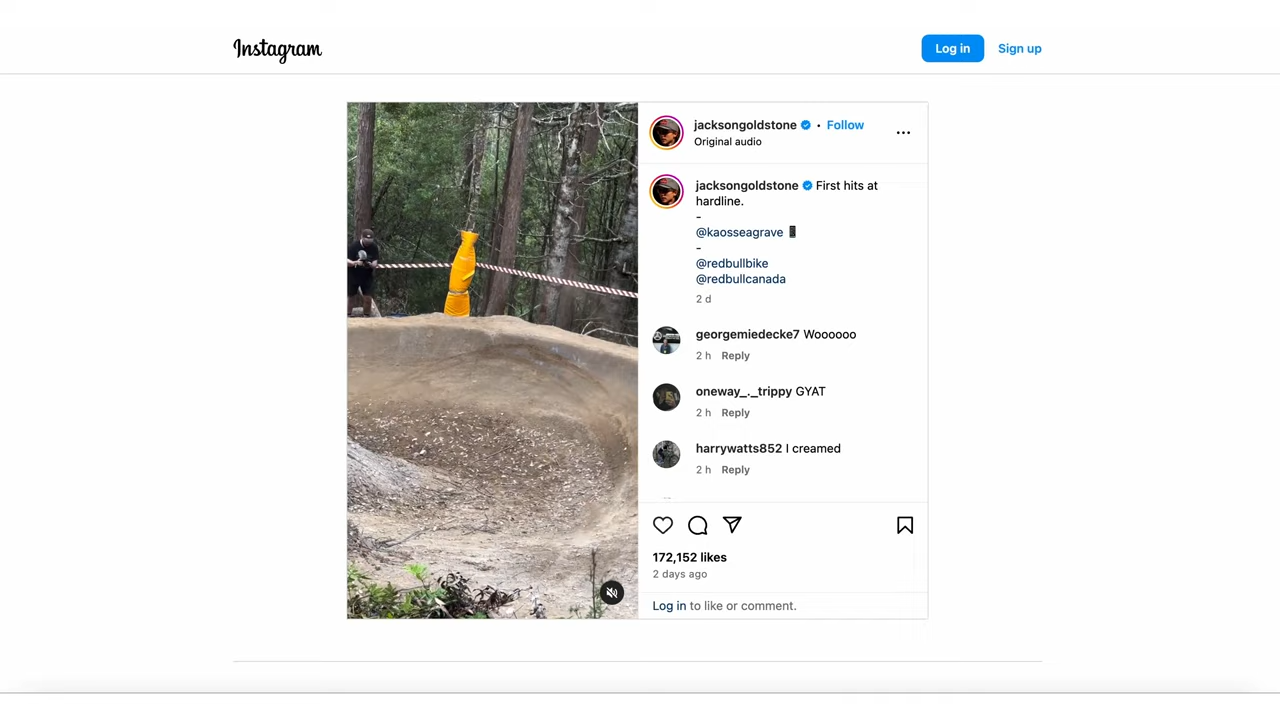 Instagram
Log in
Sign up
jacksongoldstone • Follow
Original audio
jacksongoldstone First hits at
hardline.
-
@kaosseagrave
-
@redbullbike
@redbullcanada
2 d
georgemiedecke7 Woooooo
2 h Reply
oneway_._trippy GYAT
2 h Reply
harrywatts852 I creamed
2 h Reply
172,152 likes
2 days ago
Log in to like or comment.